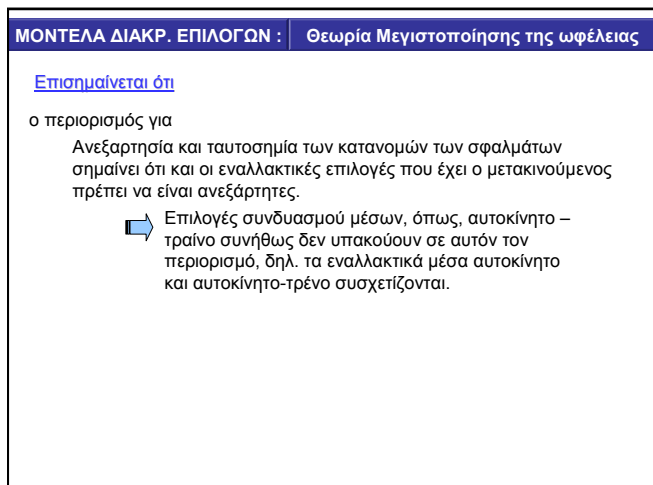 ΜΟΝΤΕΛΑ ΔΙΑΚΡ. ΕΠΙΛΟΓΩΝ : Θεωρία Μεγιστοποίησης της ωφέλειας
Επισημαίνεται ότι
ο περιορισμός για
Ανεξαρτησία και ταυτοσημία των κατανομών των σφαλμάτων
σημαίνει ότι και οι εναλλακτικές επιλογές που έχει ο μετακινούμενος
πρέπει να είναι ανεξάρτητες.
Επιλογές συνδυασμού μέσων, όπως, αυτοκίνητο –
τραίνο συνήθως δεν υπακούουν σε αυτόν τον
περιορισμό, δηλ. τα εναλλακτικά μέσα αυτοκίνητο
και αυτοκίνητο-τρένο συσχετίζονται.